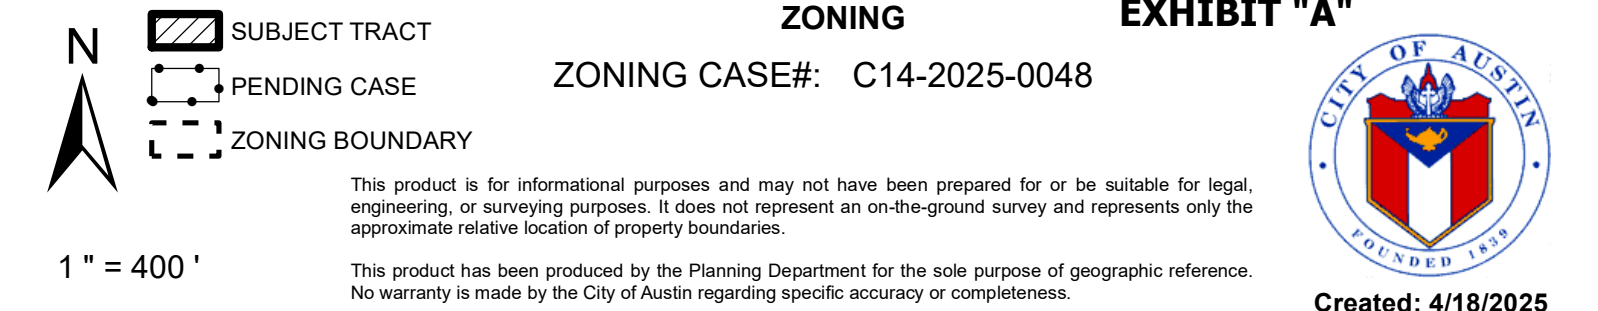 ZONING
EXHIBIT "A"
N
SUBJECT TRACT
PENDING CASE
ZONING BOUNDARY
ZONING CASE#: C14-2025-0048
CITY OF AUSTIN
FOUNDED 1839
This product is for informational purposes and may not have been prepared for or be suitable for legal,
engineering, or surveying purposes. It does not represent an on-the-ground survey and represents only the
approximate relative location of property boundaries.
1 " = 400 '
This product has been produced by the Planning Department for the sole purpose of geographic reference.
No warranty is made by the City of Austin regarding specific accuracy or completeness.
Created: 4/18/2025